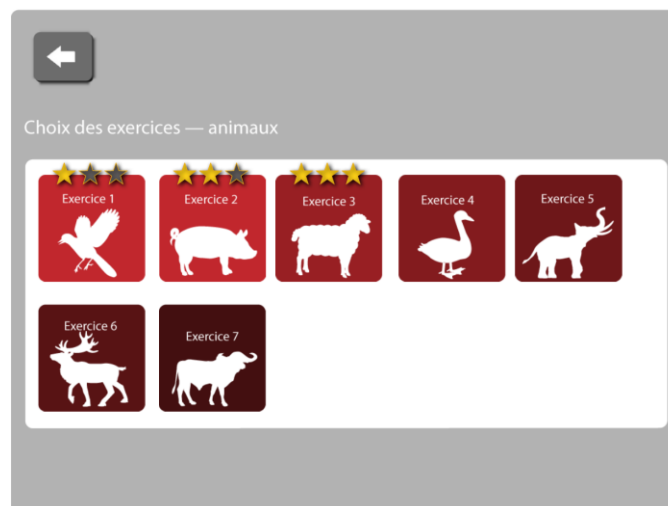 Choix des exercices — animaux
Exercice 1
Exercice 2
Exercice 3
Exercice 4
Exercice 5
Exercice 6
Exercice 7